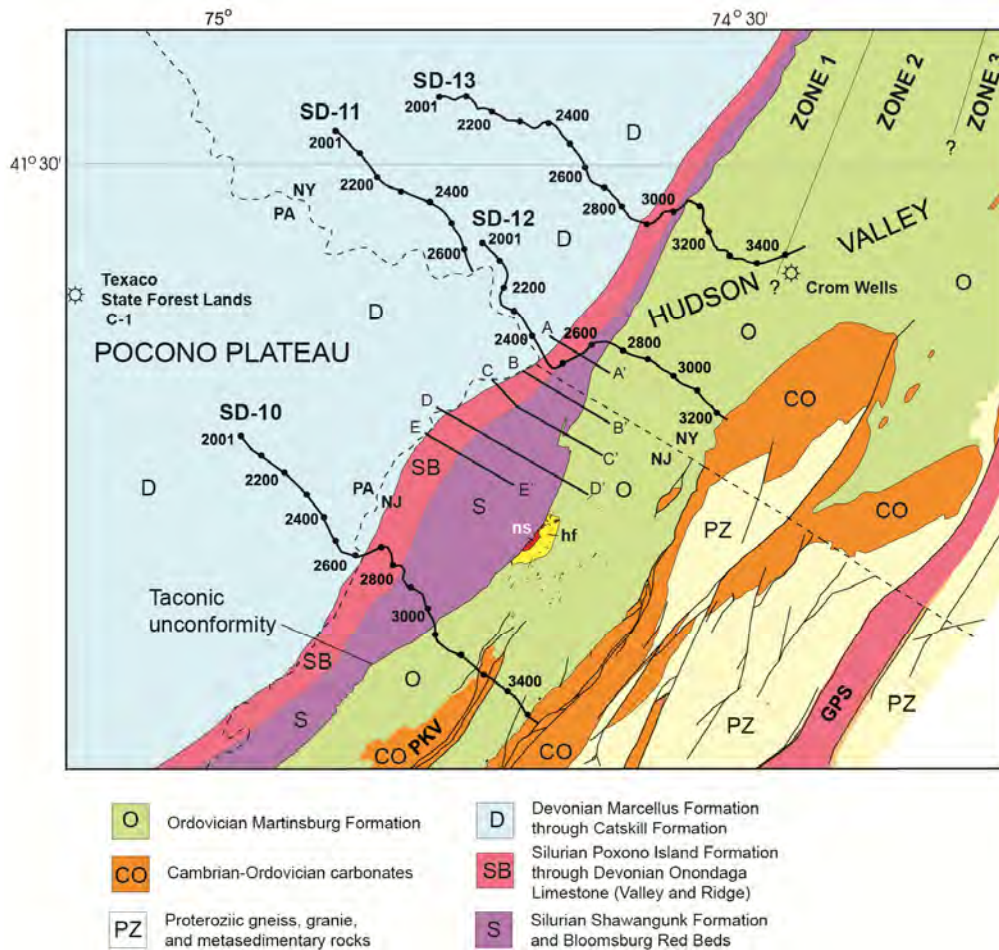 75°
74° 30'
41° 30'
SD-13
2001
2200
2400
2600
2800
3000
3200
3400
SD-11
2001
2200
2400
2600
SD-12
2001
2200
2400
2600
2800
3000
3200
SD-10
2001
2200
2400
2600
2800
3000
3400
ZONE 1
ZONE 2
ZONE 3
?
?
D
D
D
D
NY
PA
Texaco
State Forest Lands
C-1
POCONO PLATEAU
HUDSON VALLEY
Crom Wells
O
O
O
O
A
A'
B
B'
C
C'
D
D'
E
E'
NY
NJ
PA
NJ
SB
SB
S
S
ns
hf
CO
CO
CO
CO
PZ
PZ
PZ
PKV
GPS
Taconic
unconformity
O Ordovician Martinsburg Formation
CO Cambrian-Ordovician carbonates
PZ Proteroziic gneiss, granie,
and metasedimentary rocks
D Devonian Marcellus Formation
through Catskill Formation
SB Silurian Poxono Island Formation
through Devonian Onondaga
Limestone (Valley and Ridge)
S Silurian Shawangunk Formation
and Bloomsburg Red Beds